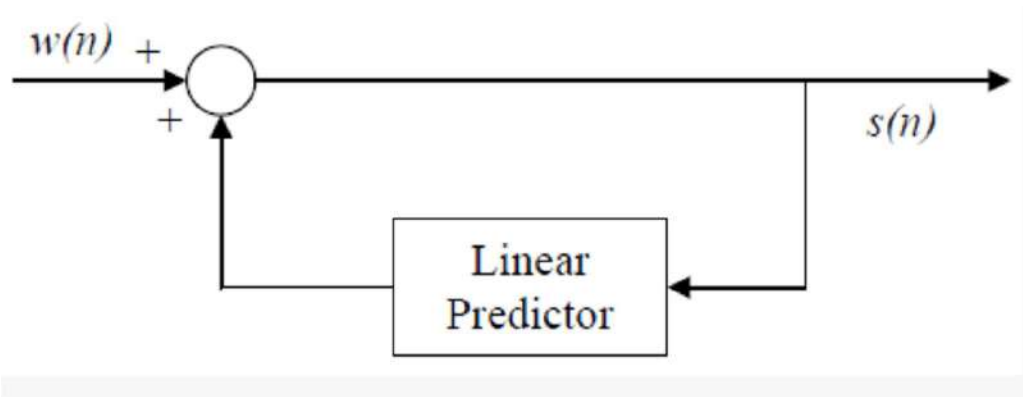 w(n) +
+
s(n)
Linear
Predictor